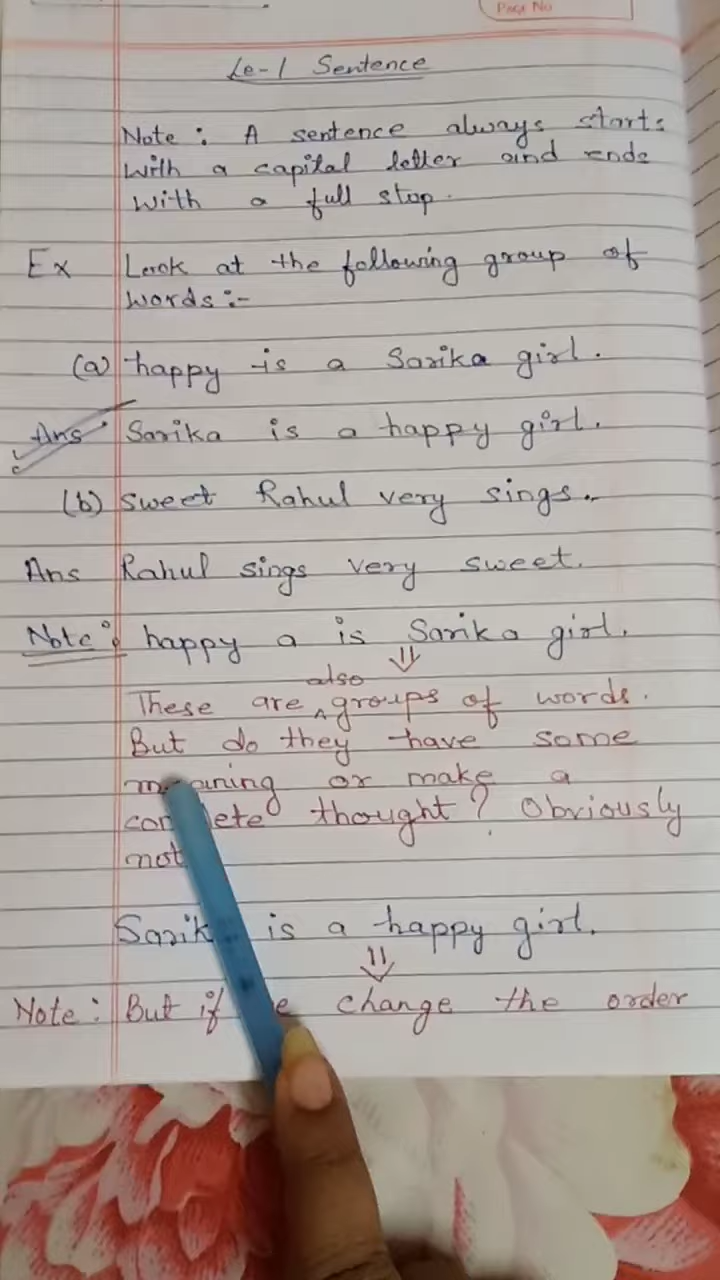 Page No
Le-1 Sentence
Note: A sentence always starts
with a capital letter and ends
with a full stop.
Ex Look at the following group of
words:-
(a) happy is a Sarika girl.
Ans Sarika is a happy girl.
(b) sweet Rahul very sings.
Ans Rahul sings very sweet.
Note: happy a is Sarika girl.
also
These are groups of words.
But do they have some
meaning or make a
thought? Obviously
not
is a happy girl.
Note: But if change the order